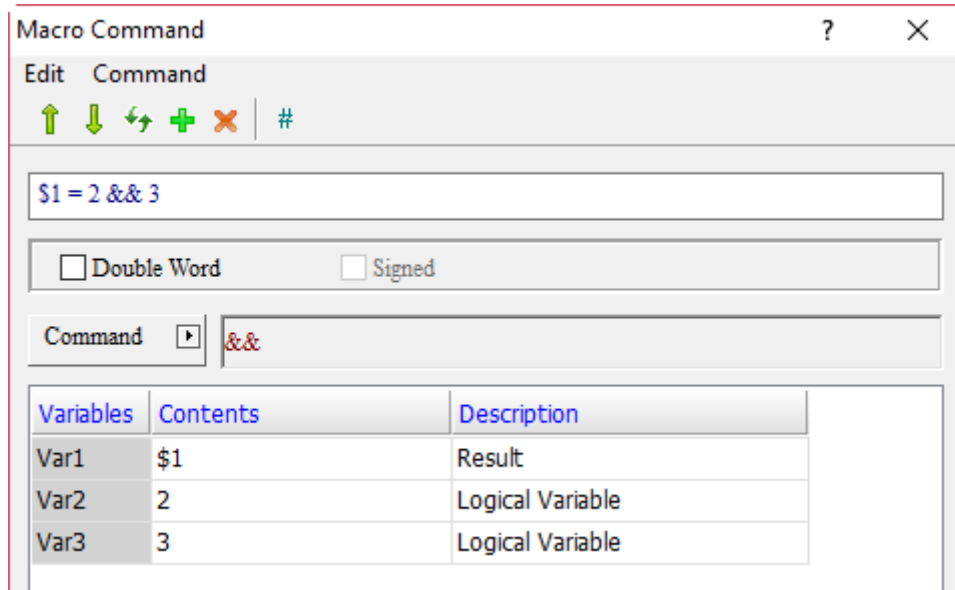 Macro Command ?
Edit Command
#
$1 = 2 && 3
Double Word Signed
Command &&
Variables Contents Description
Var1 $1 Result
Var2 2 Logical Variable
Var3 3 Logical Variable